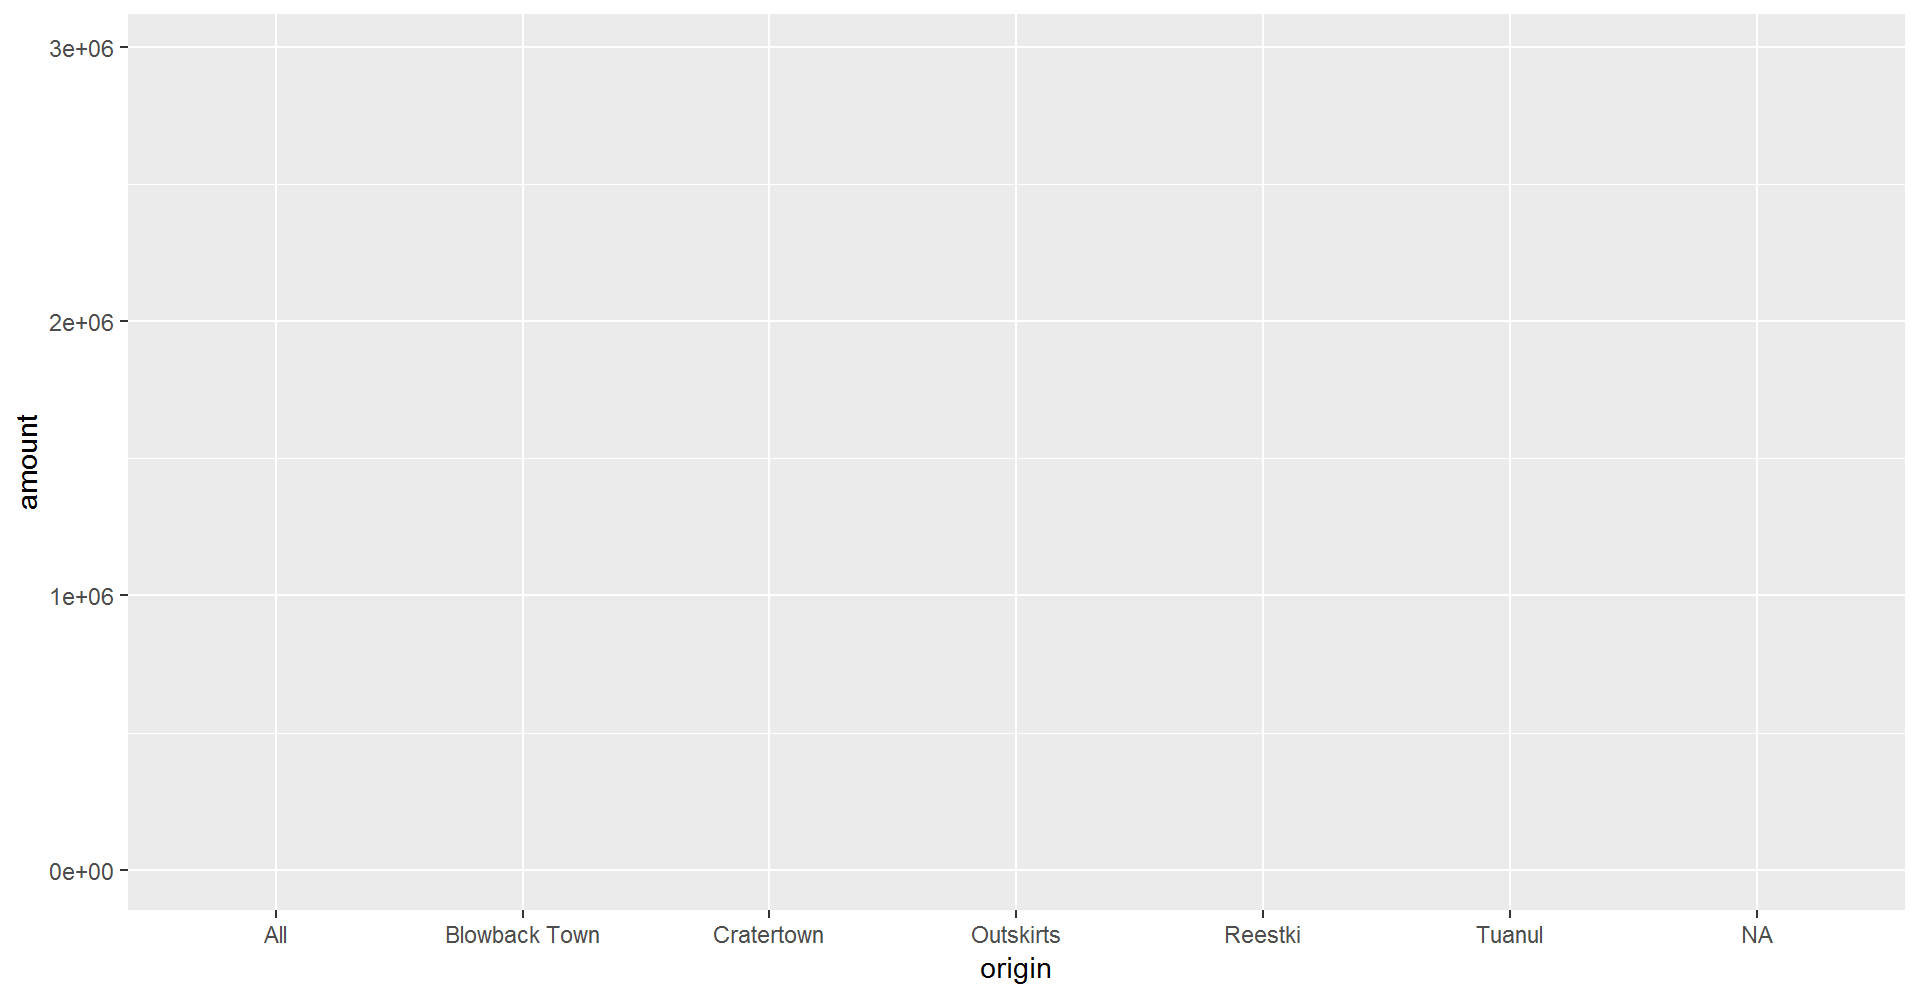 3e+06
2e+06
1e+06
0e+00
amount
All Blowback Town Cratertown Outskirts Reestki Tuanul NA
origin